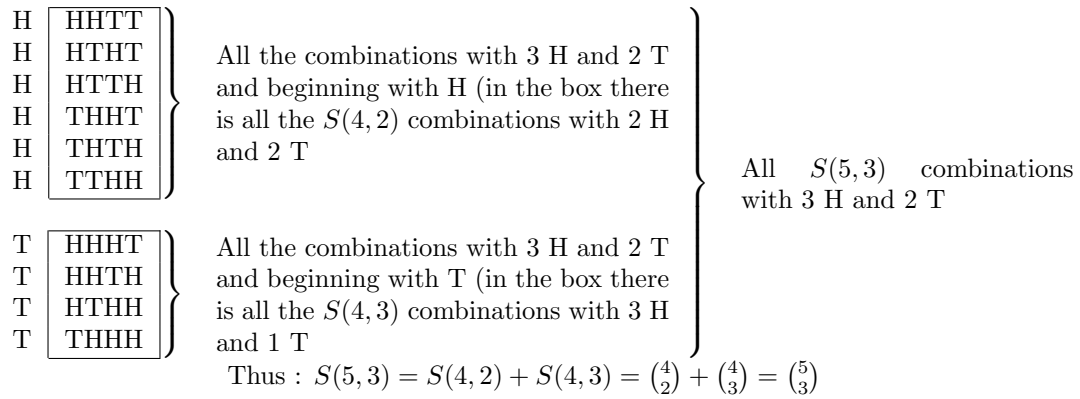 H HHTT
H HTHT
H HTTH
H THHT
H THTH
H TTHH
All the combinations with 3 H and 2 T
and beginning with H (in the box there
is all the S(4, 2) combinations with 2 H
and 2 T
T HHHT
T HHTH
T HTHH
T THHH
All the combinations with 3 H and 2 T
and beginning with T (in the box there
is all the S(4, 3) combinations with 3 H
and 1 T
All S(5, 3) combinations
with 3 H and 2 T
Thus : S(5, 3) = S(4, 2) + S(4, 3) = (4 2) + (4 3) = (5 3)